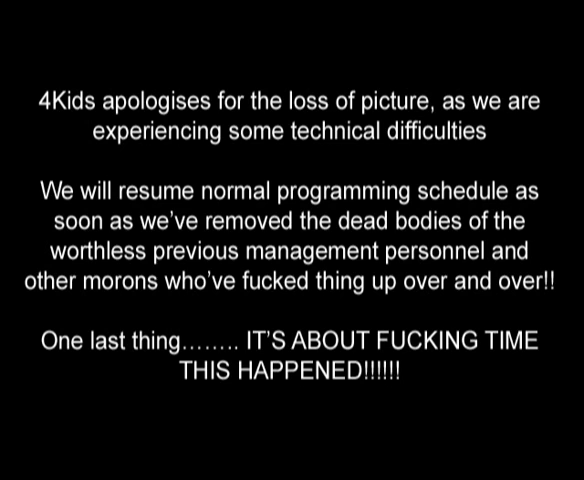 4Kids apologises for the loss of picture, as we are
experiencing some technical difficulties
We will resume normal programming schedule as
soon as we've removed the dead bodies of the
worthless previous management personnel and
other morons who've fucked thing up over and over!!
One last thing........ IT'S ABOUT FUCKING TIME
THIS HAPPENED!!!!!!